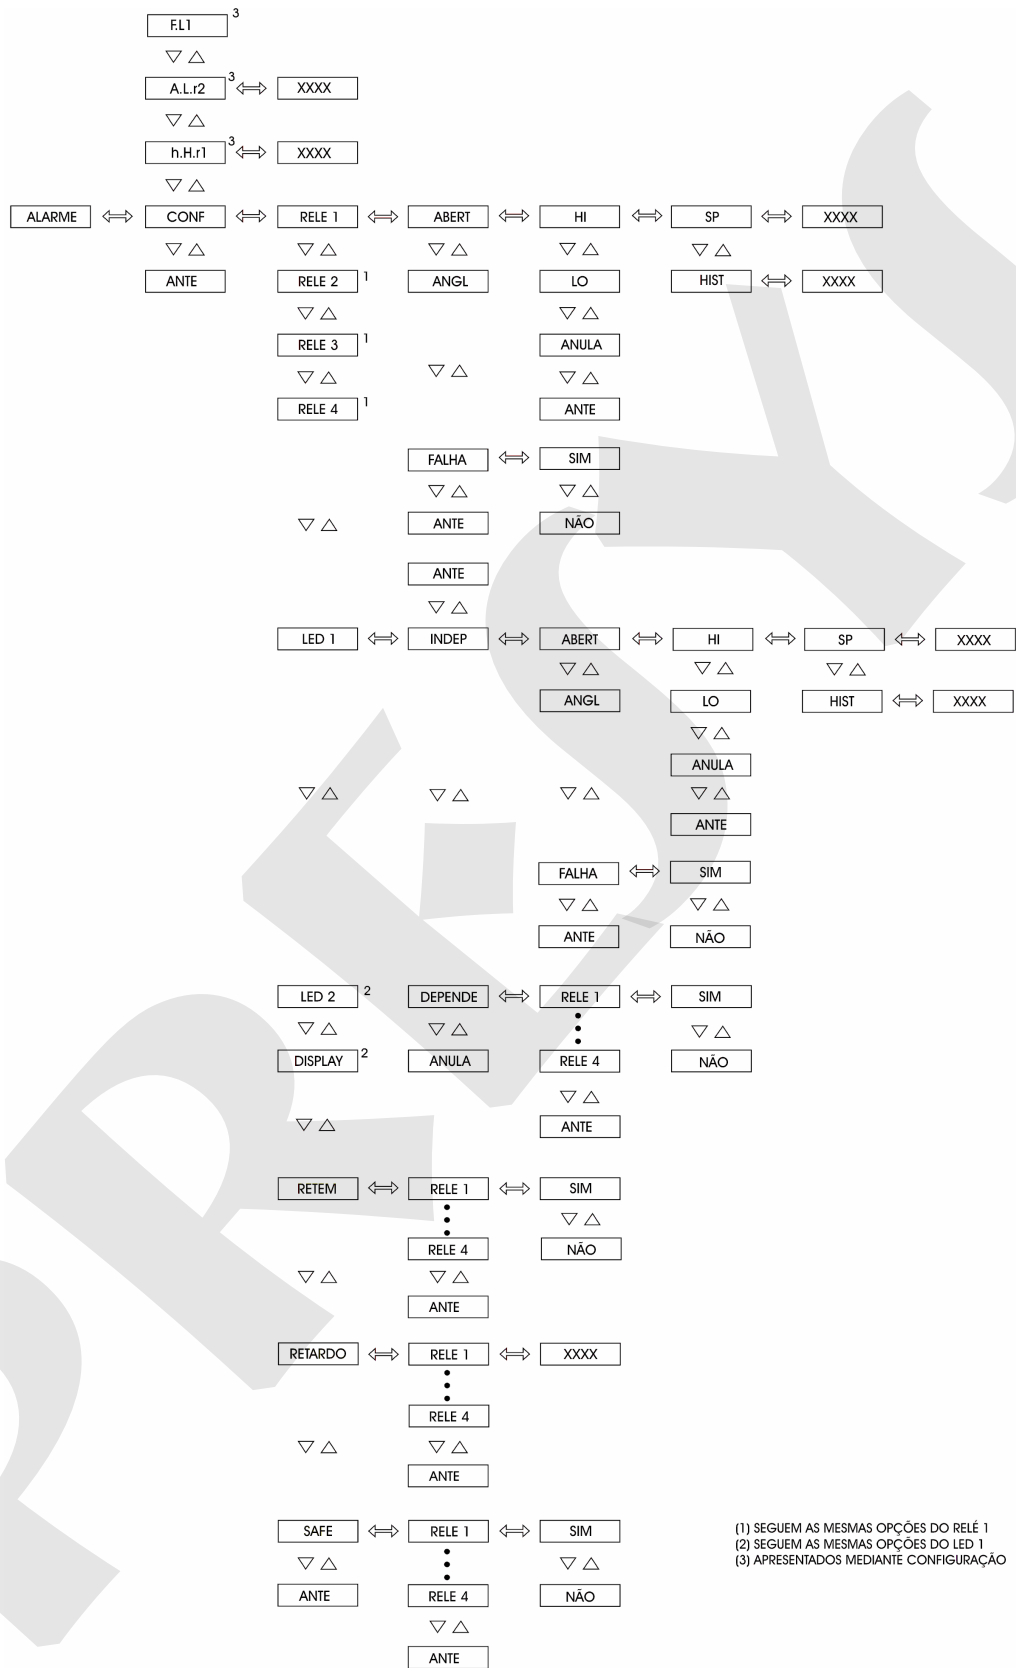 F.L1 3
A.L.r2 3 XXXX
h.H.r1 3 XXXX
ALARME CONF RELE 1 ABERT HI SP XXXX
ANTE RELE 2 1 ANGL LO HIST XXXX
RELE 3 1 ANULA
RELE 4 1 ANTE
FALHA SIM
ANTE NÃO
ANTE
LED 1 INDEP ABERT HI SP XXXX
ANGL LO HIST XXXX
ANULA
ANTE
FALHA SIM
ANTE NÃO
LED 2 2 DEPENDE RELE 1 SIM
DISPLAY 2 ANULA RELE 4 NÃO
ANTE
RETEM RELE 1 SIM
RELE 4 NÃO
ANTE
RETARDO RELE 1 XXXX
RELE 4
ANTE
SAFE RELE 1 SIM
ANTE RELE 4 NÃO
ANTE
(1) SEGUEM AS MESMAS OPÇÕES DO RELÉ 1
(2) SEGUEM AS MESMAS OPÇÕES DO LED 1
(3) APRESENTADOS MEDIANTE CONFIGURAÇÃO
PRESYS